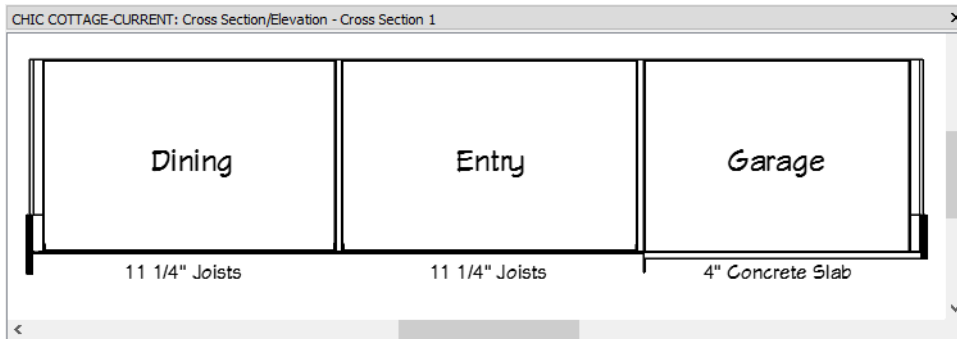 CHIC COTTAGE-CURRENT: Cross Section/Elevation - Cross Section 1
Dining Entry Garage
11 1/4" Joists 11 1/4" Joists 4" Concrete Slab